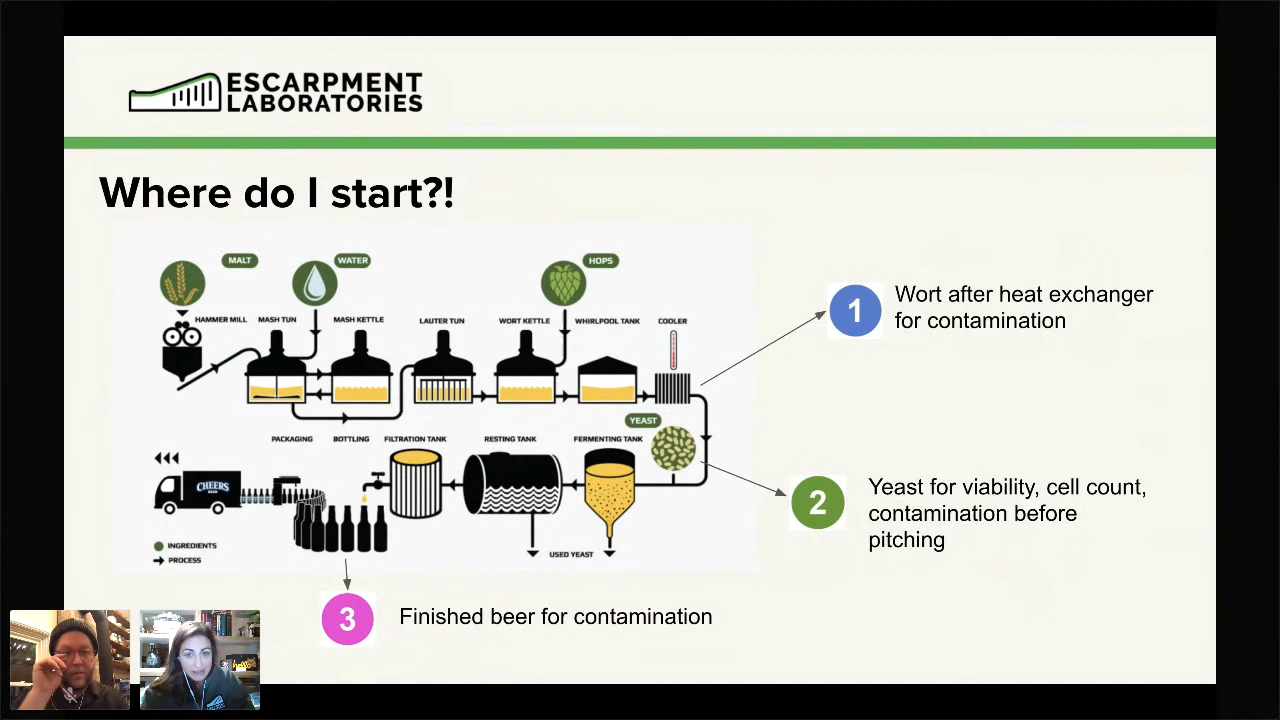 ESCARPMENT
LABORATORIES
Where do I start?!
MALT
WATER
HOPS
HAMMER MILL
MASH TUN
MASH KETTLE
LAUTER TUN
WORT KETTLE
WHIRLPOOL TANK
COOLER
1
Wort after heat exchanger
for contamination
YEAST
PACKAGING
BOTTLING
FILTRATION TANK
RESTING TANK
FERMENTING TANK
CHEERS
2
Yeast for viability, cell count,
contamination before
pitching
INGREDIENTS
PROCESS
USED YEAST
3
Finished beer for contamination